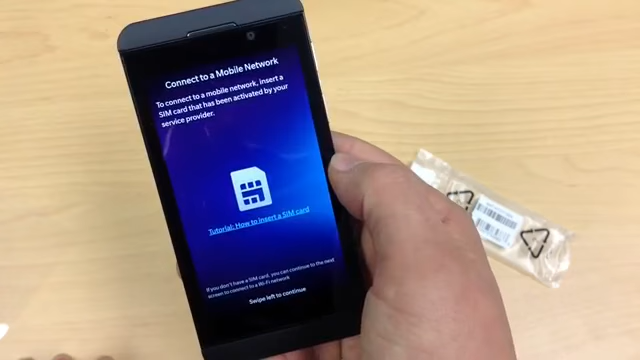 Connect to a Mobile Network
To connect to a mobile network, insert a
SIM card that has been activated by your
service provider.
Tutorial: How to Insert a SIM card
If you don't have a SIM card, you can continue to the next
screen to connect to a Wi-Fi network
Swipe left to continue